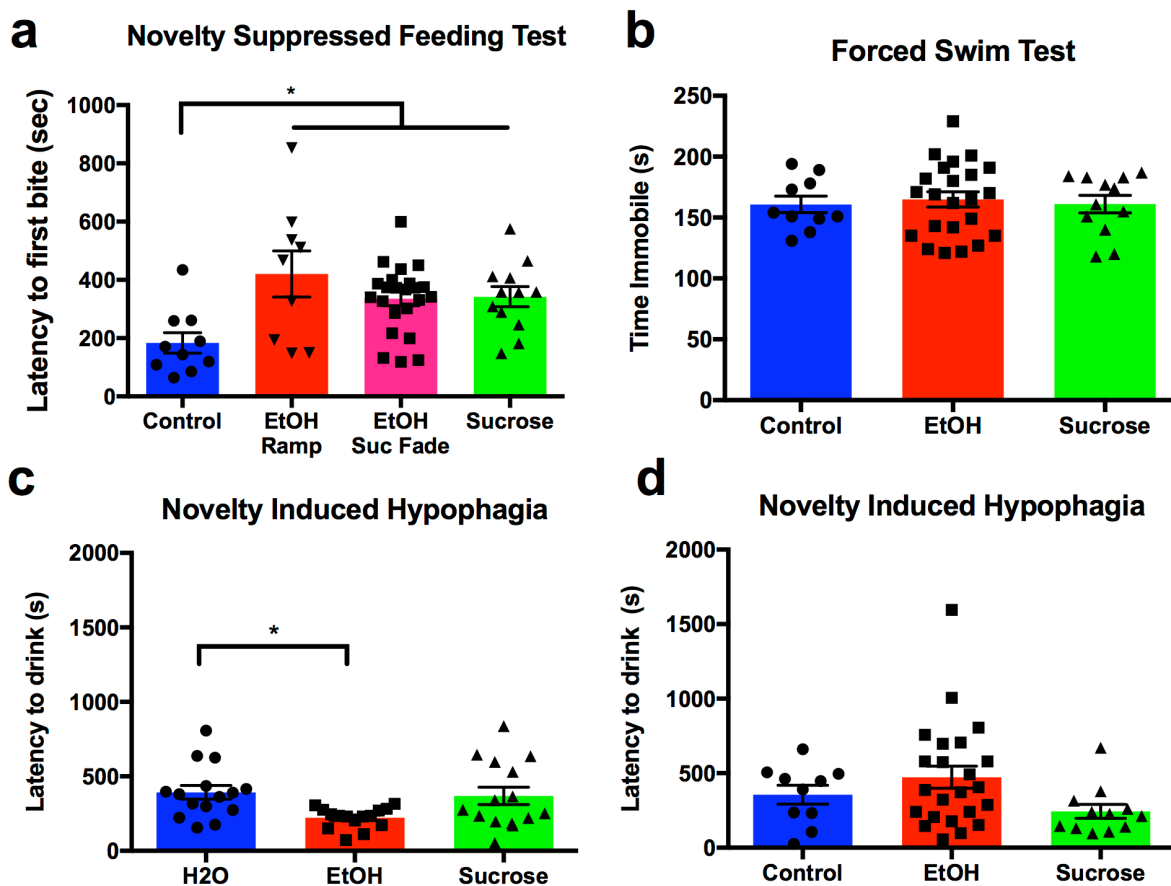 a
Novelty Suppressed Feeding Test
Latency to first bite (sec)
1000
800
600
400
200
0
*
Control
EtOH
Ramp
EtOH
Suc Fade
Sucrose
b
Forced Swim Test
Time Immobile (s)
250
200
150
100
50
0
Control
EtOH
Sucrose
c
Novelty Induced Hypophagia
Latency to drink (s)
2000
1500
1000
500
0
*
H2O
EtOH
Sucrose
d
Novelty Induced Hypophagia
Latency to drink (s)
2000
1500
1000
500
0
Control
EtOH
Sucrose